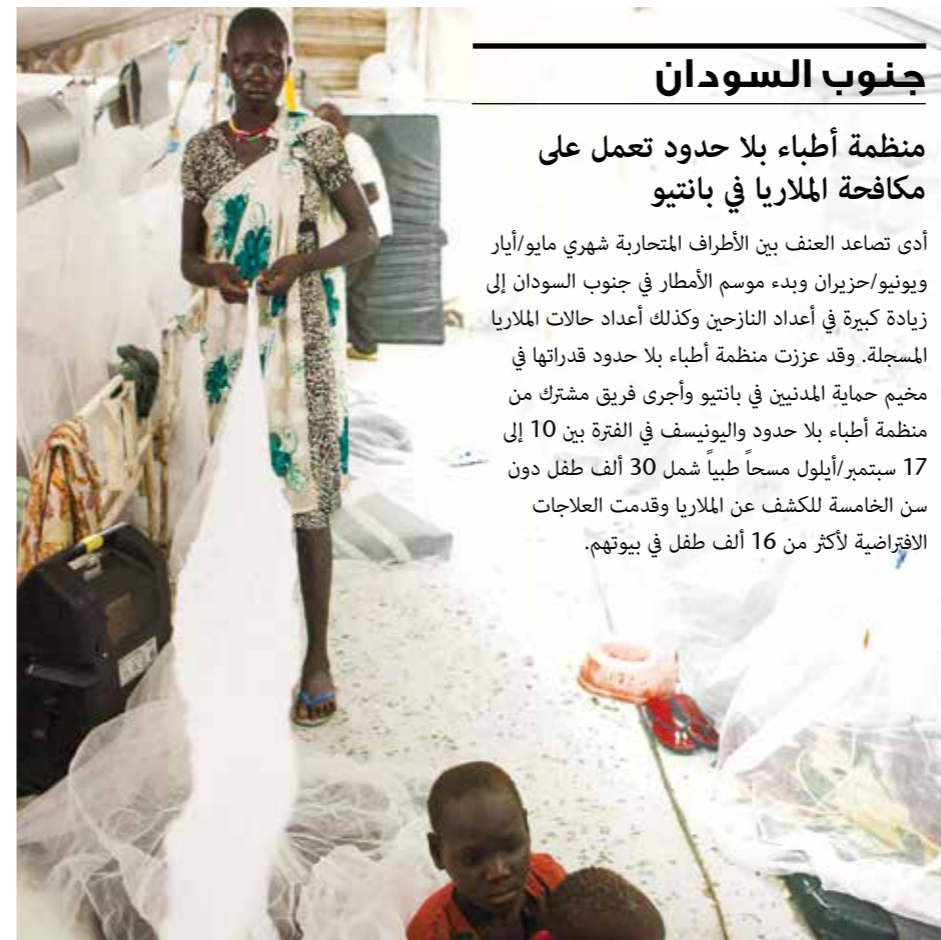 جنوب السودان
منظمة أطباء بلا حدود تعمل على
مكافحة الملاريا في بانتيو
أدى تصاعد العنف بين الأطراف المتحاربة شهري مايو/أيار
ويونيو/حزيران وبدء موسم الأمطار في جنوب السودان إلى
زيادة كبيرة في أعداد النازحين وكذلك أعداد حالات الملاريا
المسجلة. وقد عززت منظمة أطباء بلا حدود قدراتها في
مخيم حماية المدنيين في بانتيو وأجرى فريق مشترك من
منظمة أطباء بلا حدود واليونيسف في الفترة بين 10 إلى
17 سبتمبر/أيلول مسحاً طبياً شمل 30 ألف طفل دون
سن الخامسة للكشف عن الملاريا وقدمت العلاجات
الافتراضية لأكثر من 16 ألف طفل في بيوتهم.